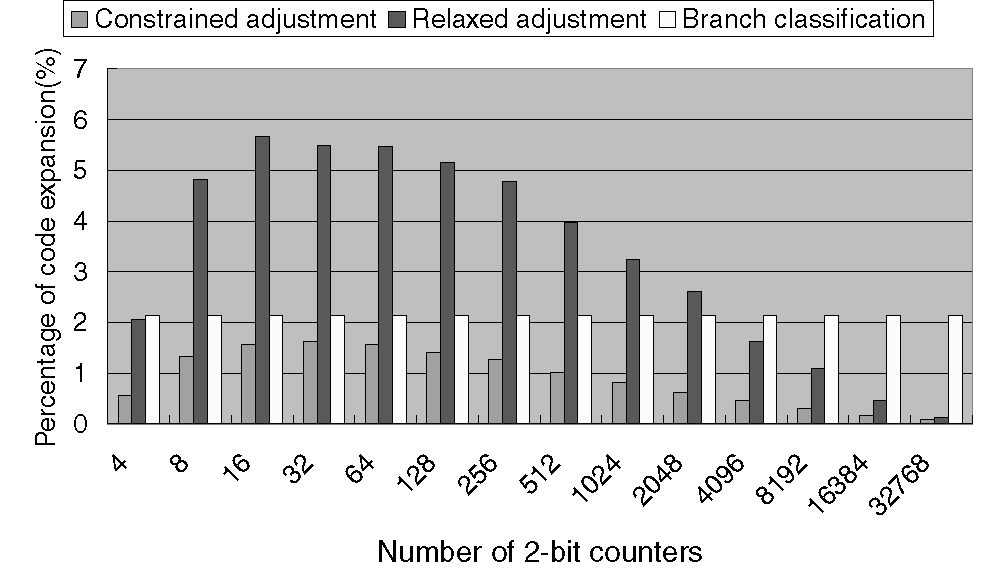 Constrained adjustment Relaxed adjustment Branch classification
Percentage of code expansion(%)
7
6
5
4
3
2
1
0
4 8 16 32 64 128 256 512 1024 2048 4096 8192 16384 32768
Number of 2-bit counters